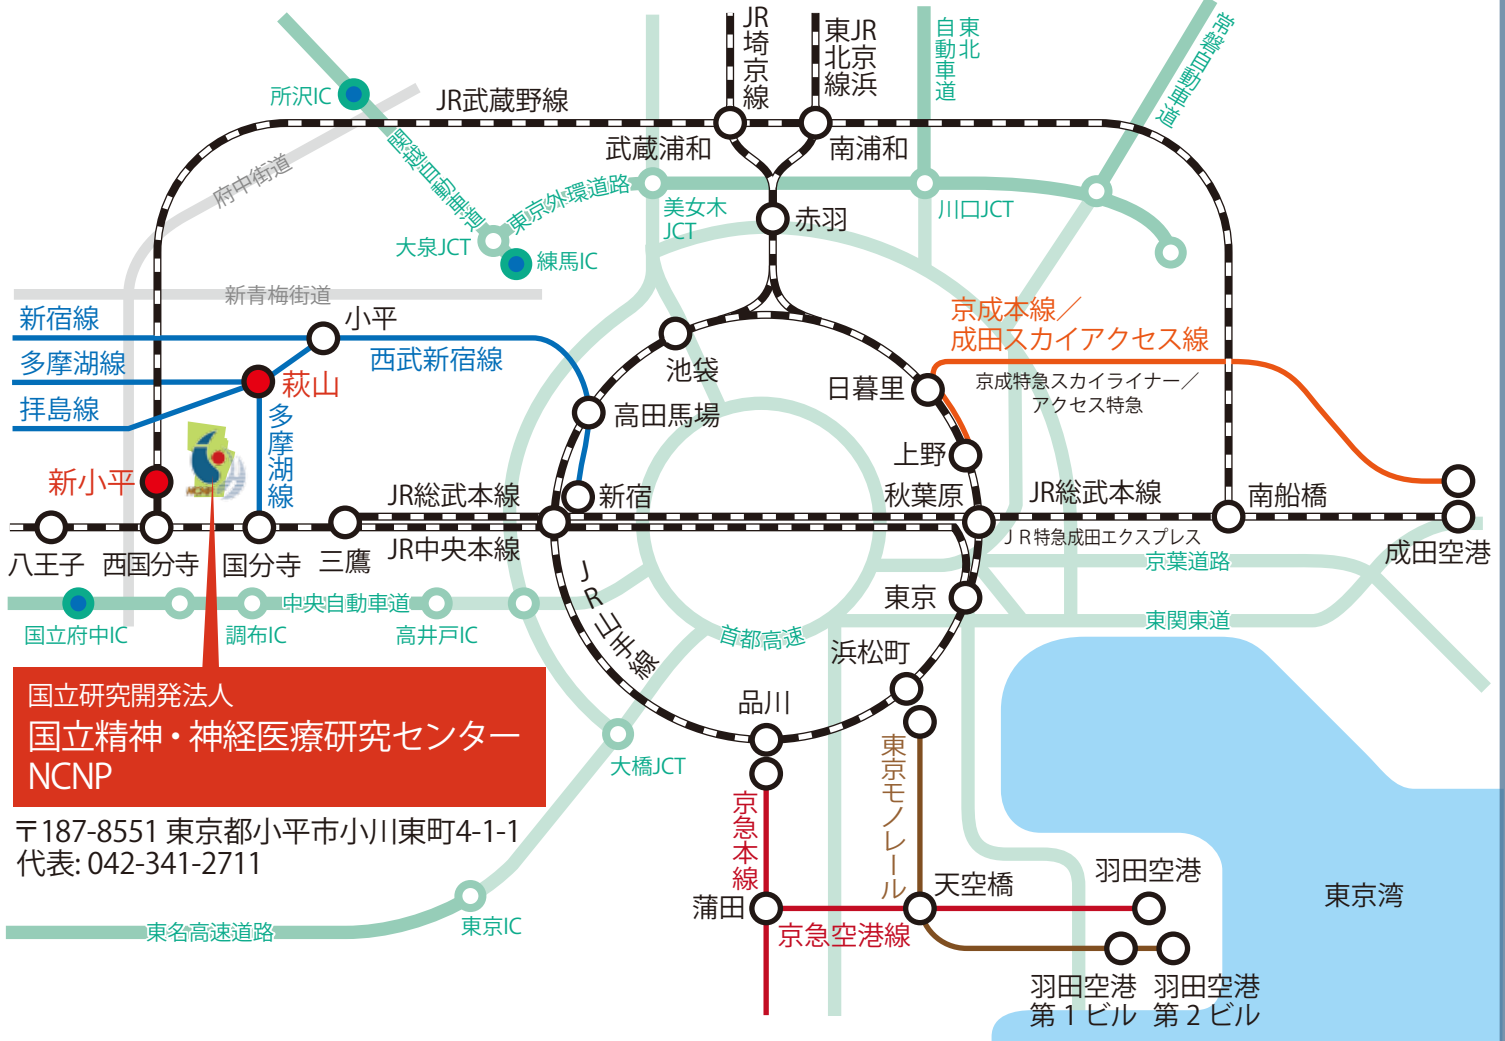 JR埼京線
東北線
JR京浜
東北
自動車道
常磐自動車道
所沢IC
JR武蔵野線
関越自動車道
武蔵浦和
南浦和
府中街道
東京外環道路
美女木
JCT
川口JCT
赤羽
大泉JCT
練馬IC
新青梅街道
新宿線
小平
西武新宿線
多摩湖線
萩山
拝島線
多摩湖線
池袋
高田馬場
京成本線／
成田スカイアクセス線
日暮里
京成特急スカイライナー／
アクセス特急
上野
新小平
NCNP
JR総武本線
新宿
秋葉原
JR総武本線
南船橋
JR中央本線
ＪＲ特急成田エクスプレス
成田空港
八王子
西国分寺
国分寺
三鷹
京葉道路
中央自動車道
JR山手線
東京
国立府中IC
調布IC
高井戸IC
首都高速
東関東道
浜松町
国立研究開発法人
国立精神・神経医療研究センター
NCNP
品川
大橋JCT
東京モノレール
京急本線
〒187-8551 東京都小平市小川東町4-1-1
代表: 042-341-2711
蒲田
天空橋
羽田空港
東京湾
東名高速道路
東京IC
京急空港線
羽田空港
第１ビル
羽田空港
第２ビル